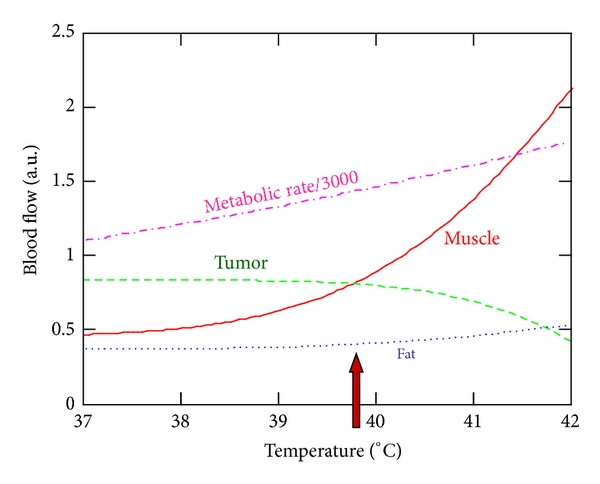 2.5
2
1.5
1
0.5
0
Blood flow (a.u.)
Metabolic rate/3000
Muscle
Tumor
Fat
37
38
39
40
41
42
Temperature (°C)